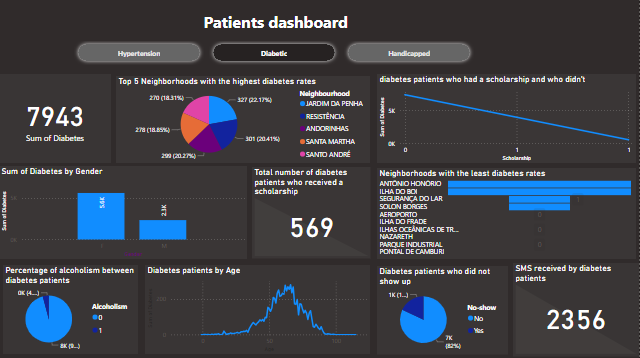 Patients dashboard
Hypertension
Diabetic
Handicapped
7943
Sum of Diabetes
Top 5 Neighborhoods with the highest diabetes rates
270 (18.31%)
278 (18.85%)
299 (20.27%)
327 (22.17%)
301 (20.41%)
Neighbourhood
JARDIM DA PENHA
RESISTÊNCIA
ANDORINHAS
SANTA MARTHA
SANTO ANDRÉ
diabetes patients who had a scholarship and who didn't
Sum of Diabetes
5K
0K
0
1
1
Scholarship
Sum of Diabetes by Gender
Sum of Diabetes
5.6K
2.3K
Total number of diabetes
patients who received a
scholarship
569
Neighborhoods with the least diabetes rates
ANTÔNIO HONÓRIO
ILHA DO BOI
SEGURANÇA DO LAR
SOLON BORGES
AEROPORTO
ILHA DO FRADE
ILHAS OCEÂNICAS DE TR...
NAZARETH
PARQUE INDUSTRIAL
PONTAL DE CAMBURI
Percentage of alcoholism between
diabetes patients
0K (4...)
8K (9...)
Alcoholism
0
1
Diabetes patients by Age
Diabetes patients who did not
show up
1K (1...)
7K
(82%)
No-show
No
Yes
SMS received by diabetes
patients
2356